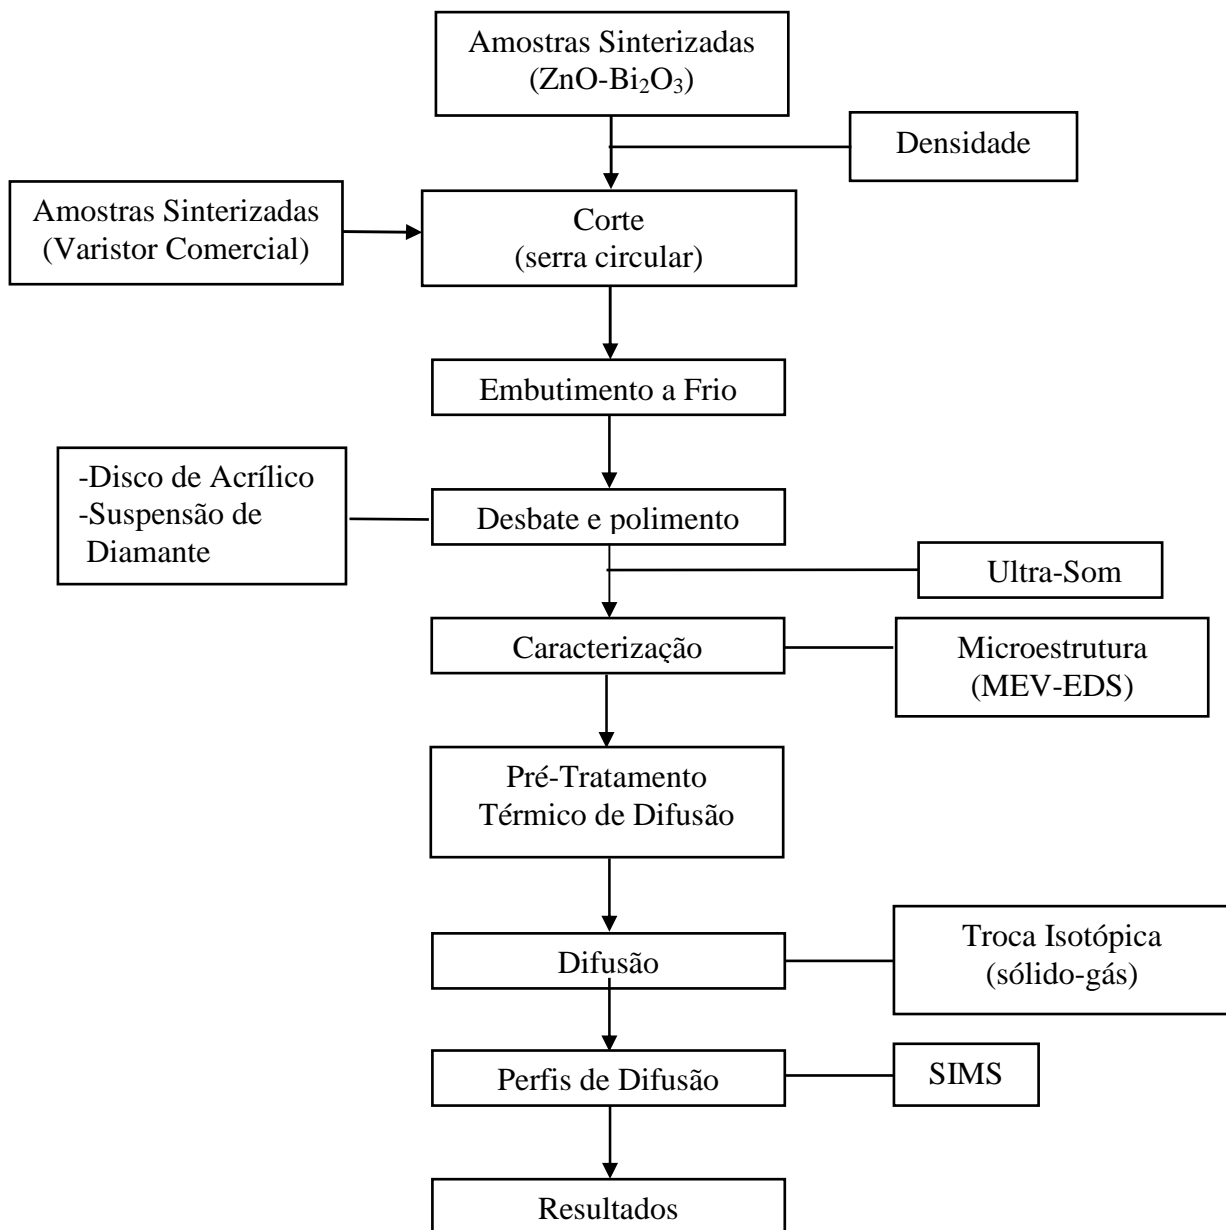 Amostras Sinterizadas
(ZnO-Bi₂O₃)
Densidade
Amostras Sinterizadas
(Varistor Comercial)
Corte
(serra circular)
Embutimento a Frio
-Disco de Acrílico
-Suspensão de
Diamante
Desbate e polimento
Ultra-Som
Caracterização
Microestrutura
(MEV-EDS)
Pré-Tratamento
Térmico de Difusão
Difusão
Troca Isotópica
(sólido-gás)
Perfis de Difusão
SIMS
Resultados